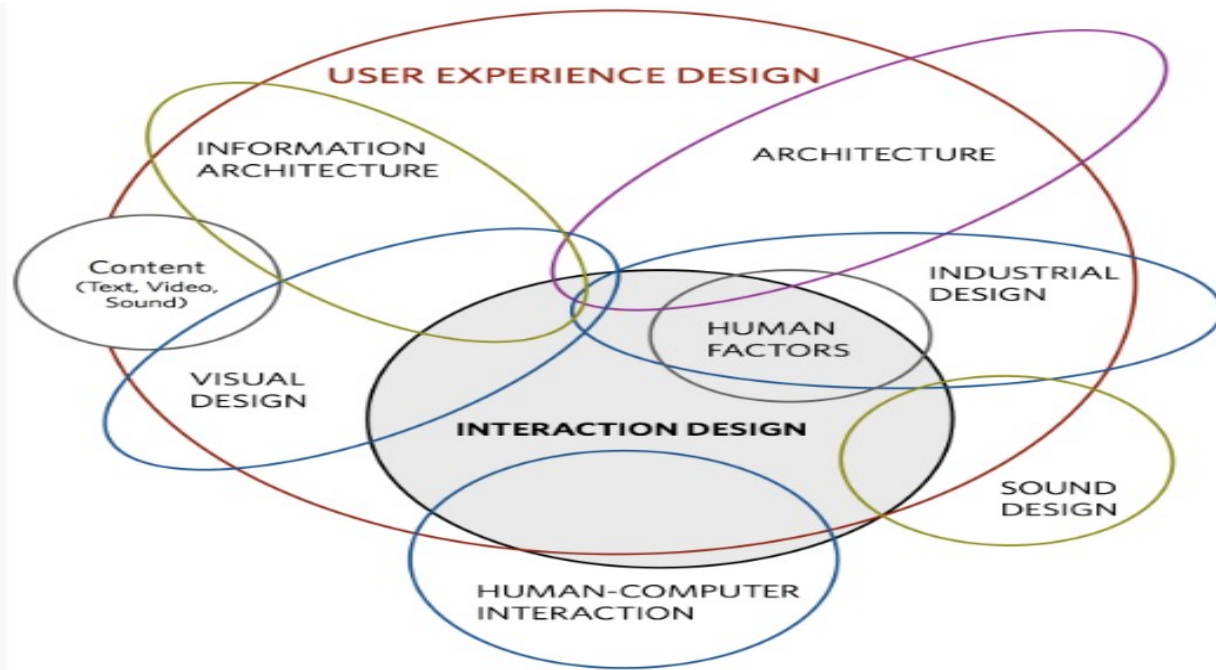 USER EXPERIENCE DESIGN
INFORMATION
ARCHITECTURE
ARCHITECTURE
Content
(Text, Video,
Sound)
INDUSTRIAL
DESIGN
HUMAN
FACTORS
VISUAL
DESIGN
INTERACTION DESIGN
SOUND
DESIGN
HUMAN-COMPUTER
INTERACTION